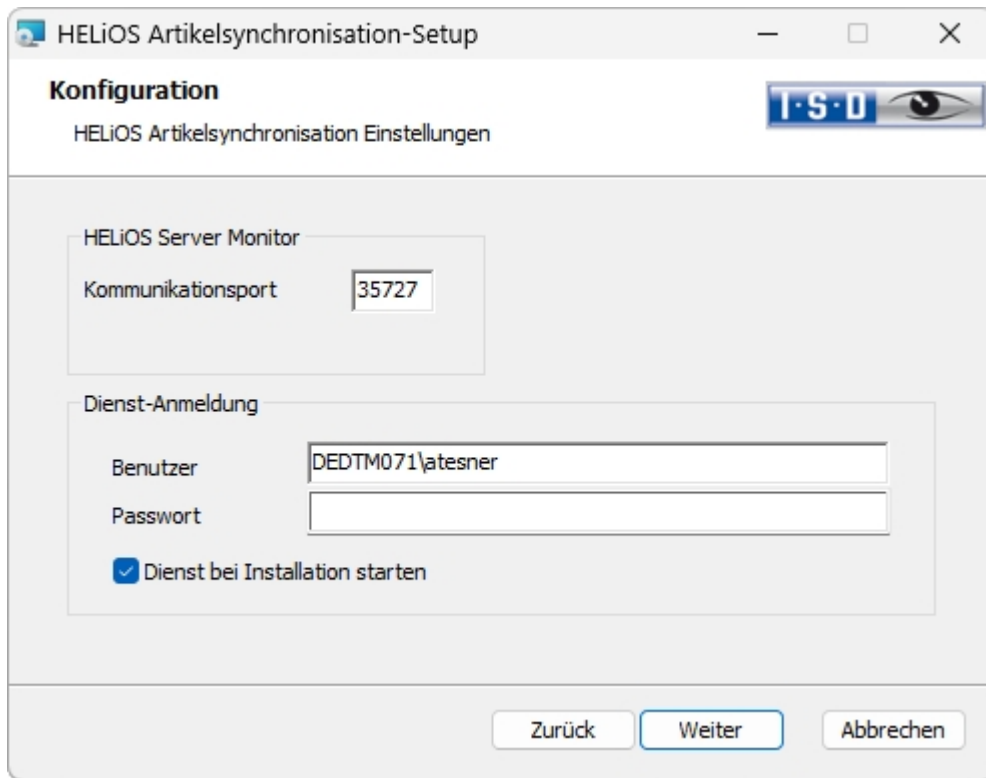 HELiOS Artikelsynchronisation-Setup
Konfiguration
HELiOS Artikelsynchronisation Einstellungen
I·S·D
HELiOS Server Monitor
Kommunikationsport 35727
Dienst-Anmeldung
Benutzer DEDTM071\atesner
Passwort
Dienst bei Installation starten
Zurück Weiter Abbrechen